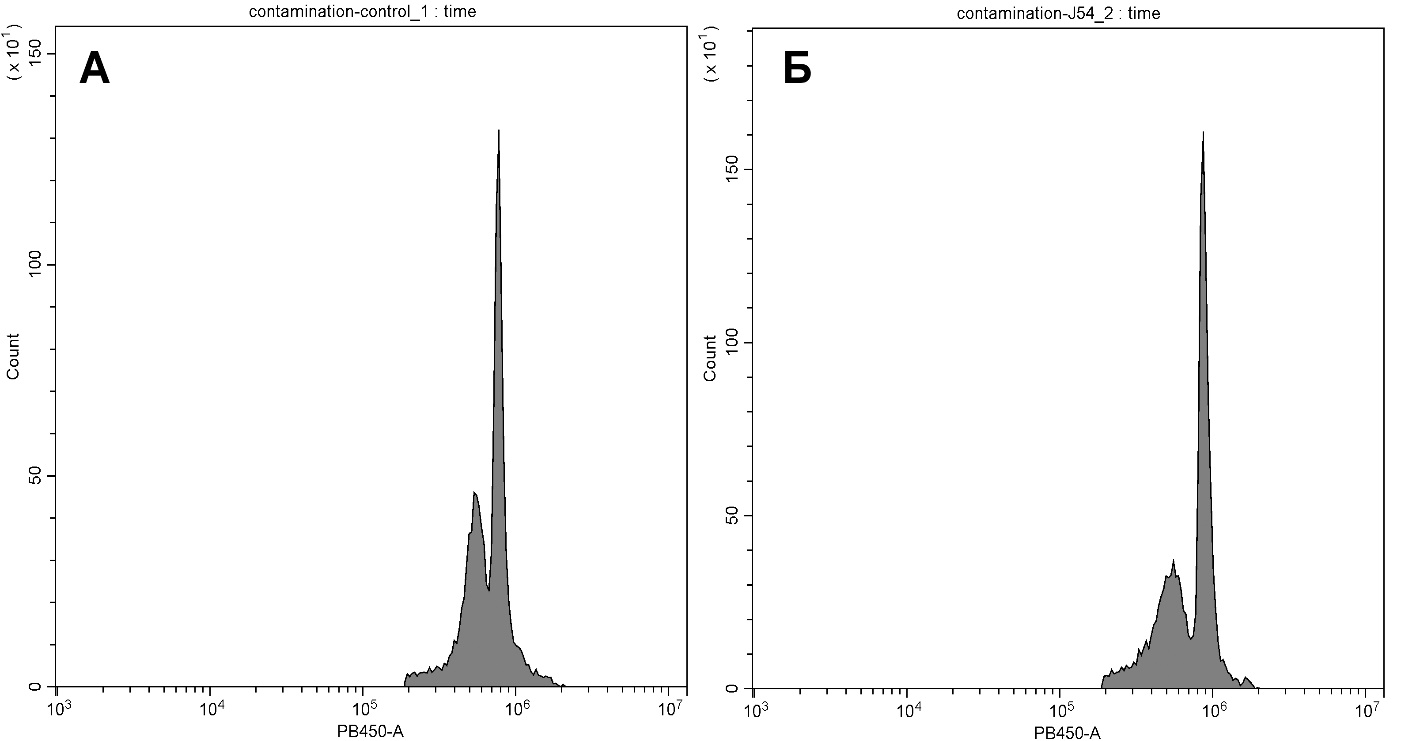 contamination-control_1 : time
А
( x 10¹ )
150
100
50
0
Count
10³ 10⁴ 10⁵ 10⁶ 10⁷
PB450-A
contamination-J54_2 : time
Б
( x 10¹ )
150
100
50
0
Count
10³ 10⁴ 10⁵ 10⁶ 10⁷
PB450-A